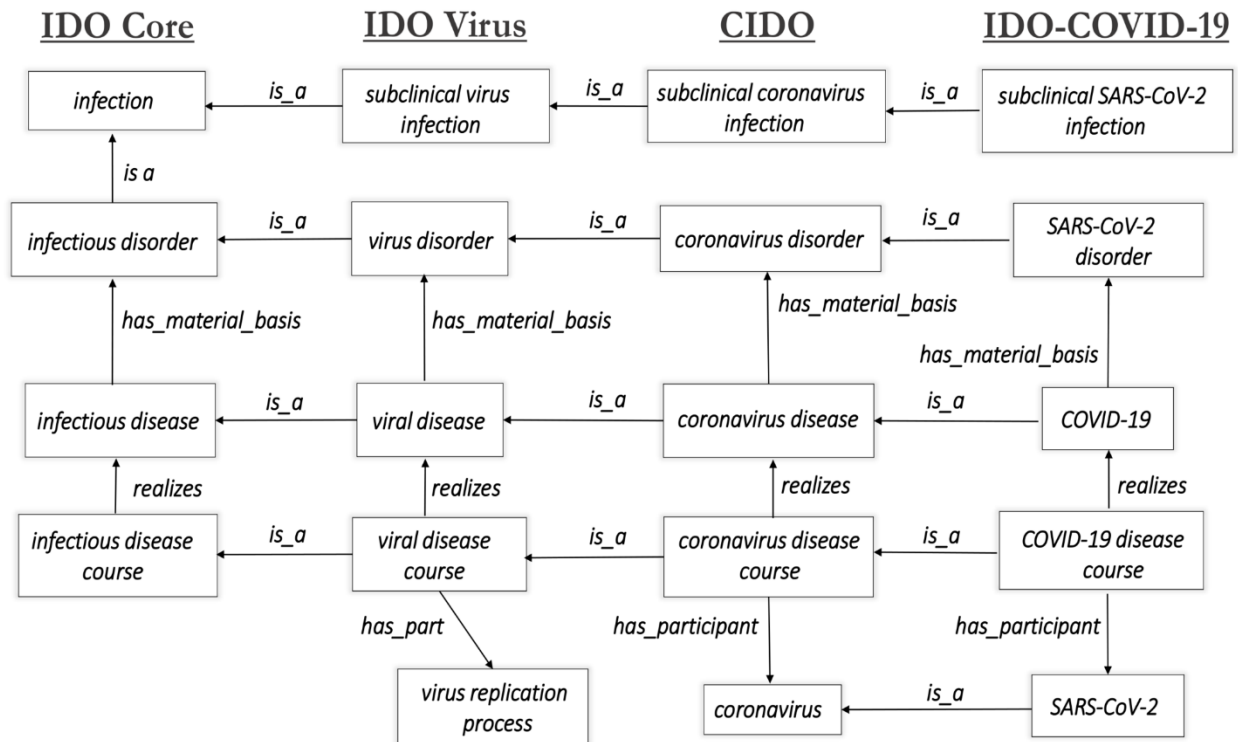 IDO Core
IDO Virus
CIDO
IDO-COVID-19
infection
is_a
subclinical virus
infection
is_a
subclinical coronavirus
infection
is_a
subclinical SARS-CoV-2
infection
is a
infectious disorder
is_a
virus disorder
is_a
coronavirus disorder
is_a
SARS-CoV-2
disorder
has_material_basis
has_material_basis
has_material_basis
has_material_basis
infectious disease
is_a
viral disease
is_a
coronavirus disease
is_a
COVID-19
realizes
realizes
realizes
realizes
infectious disease
course
is_a
viral disease
course
is_a
coronavirus disease
course
is_a
COVID-19 disease
course
has_part
has_participant
has_participant
virus replication
process
coronavirus
is_a
SARS-CoV-2